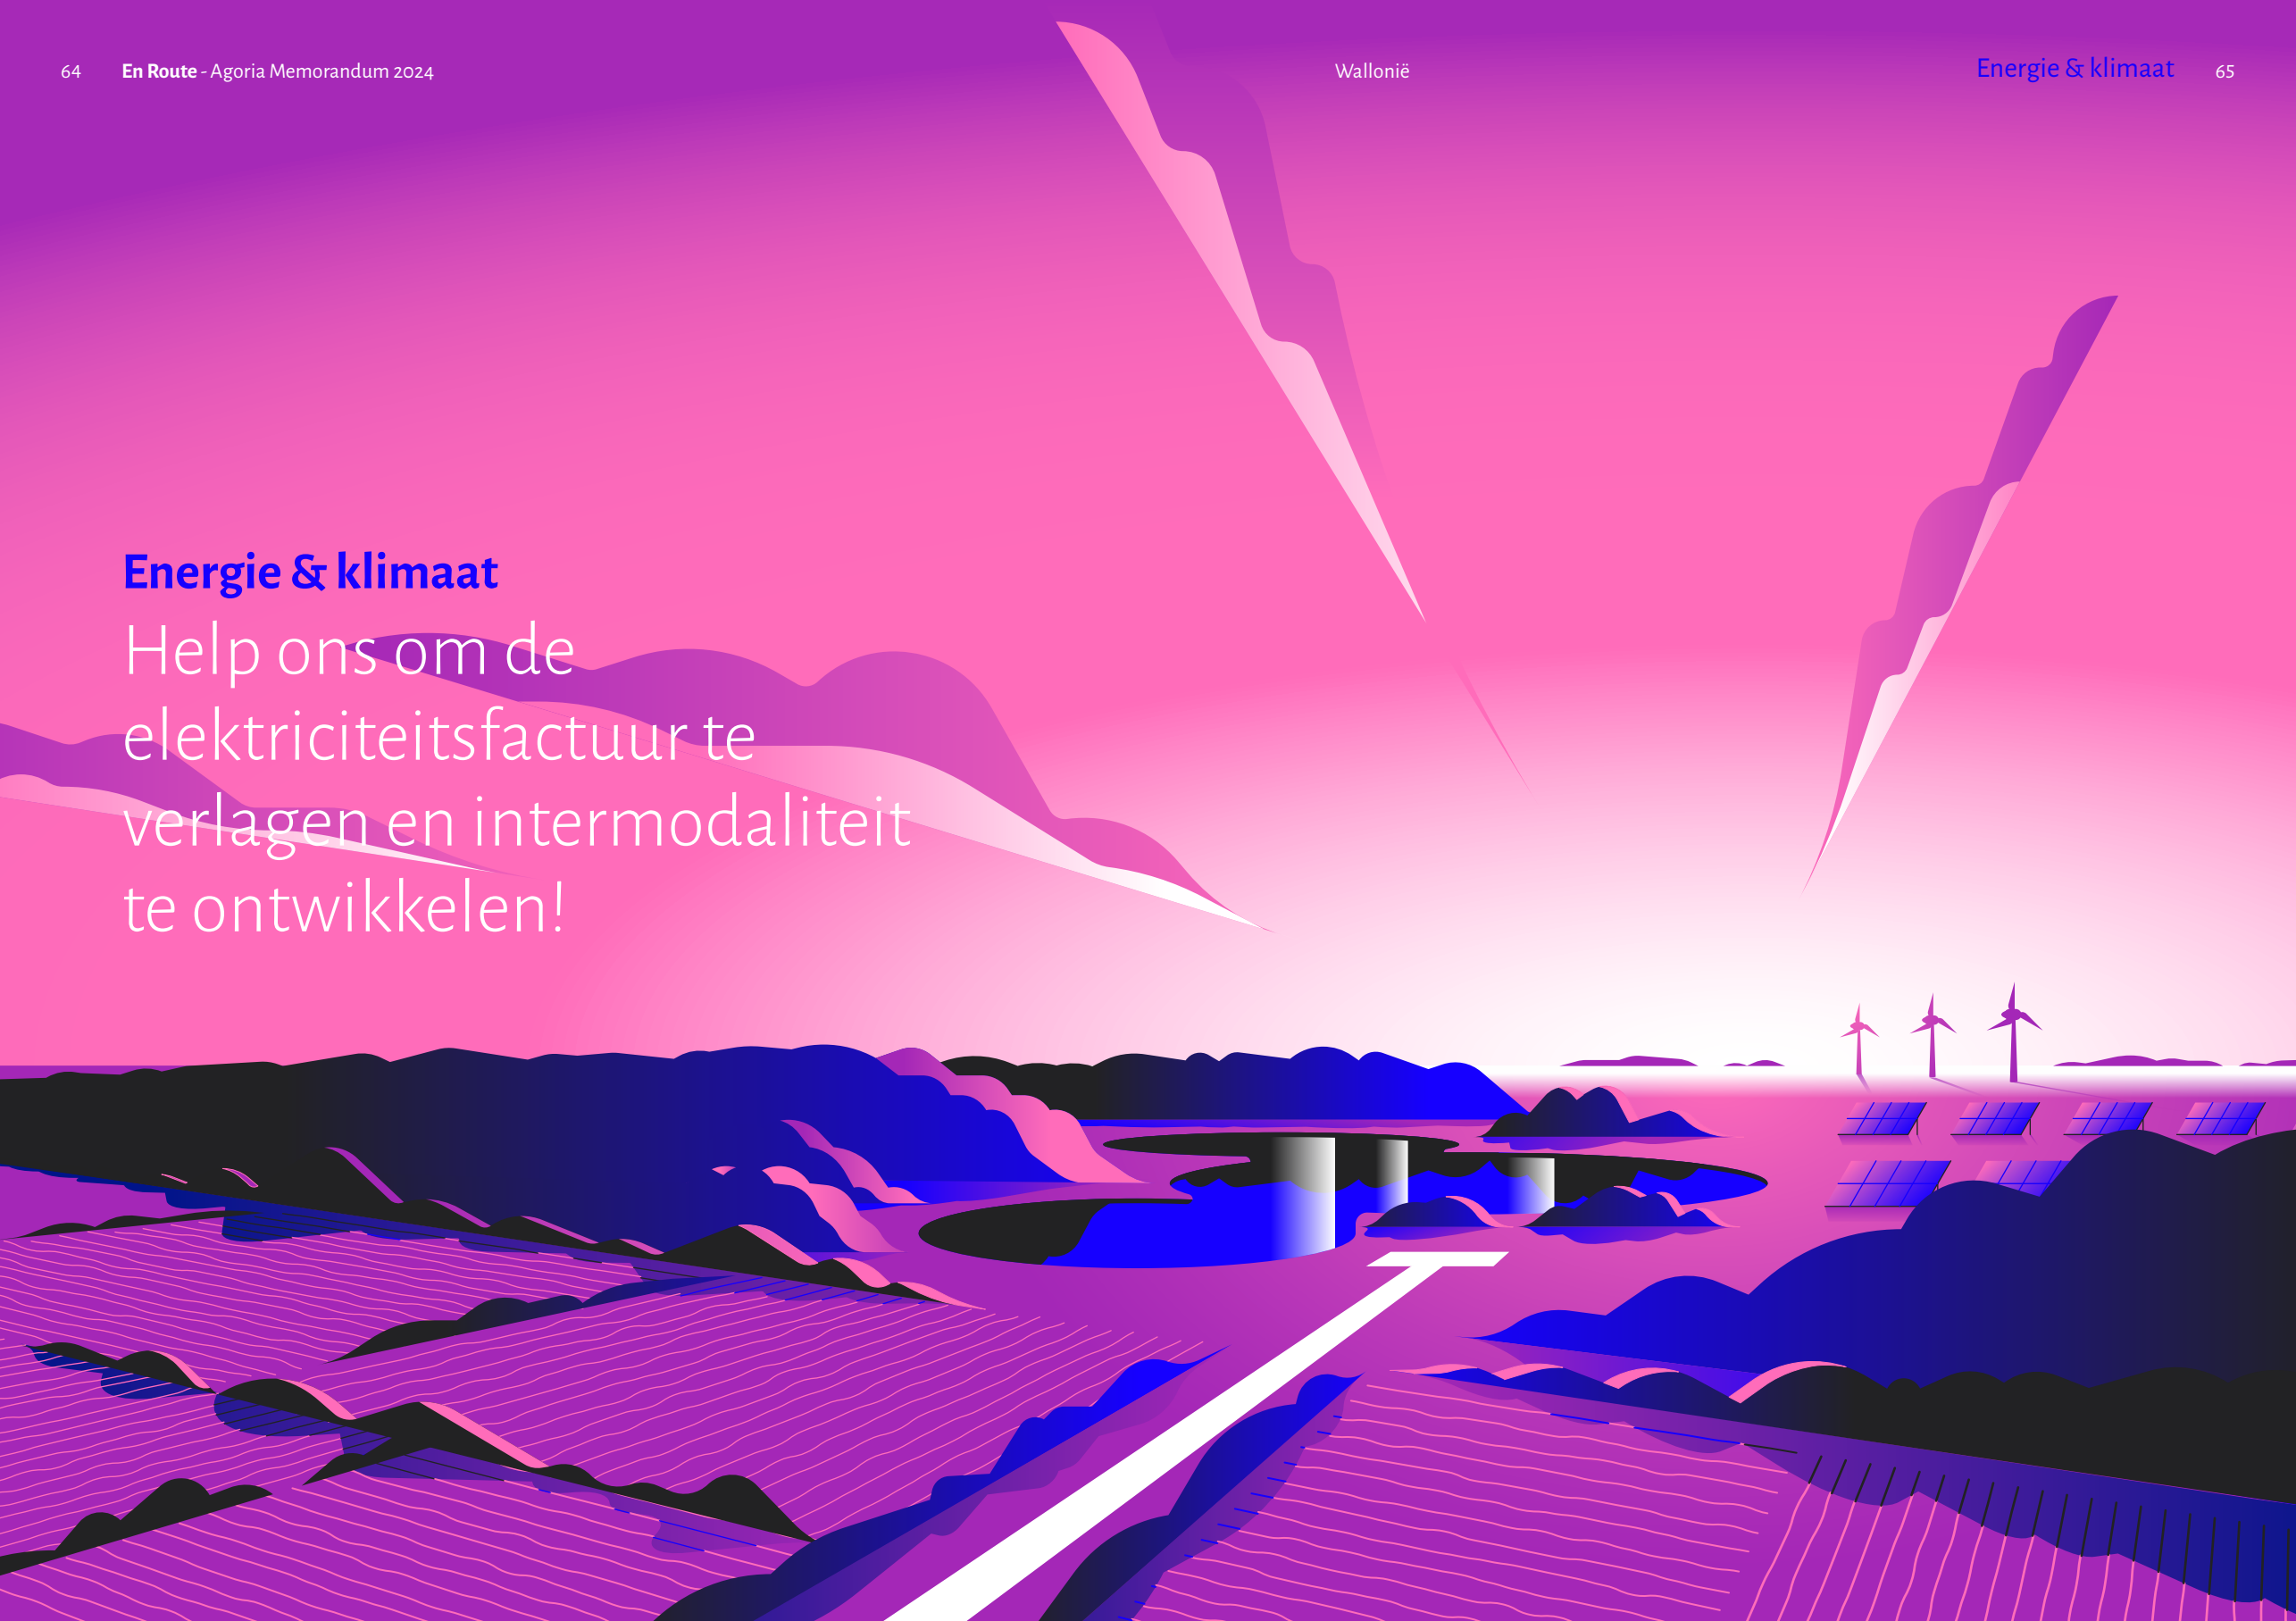 64 En Route - Agoria Memorandum 2024
Wallonië
Energie & klimaat 65
Energie & klimaat
Help ons om de
elektriciteitsfactuur te
verlagen en intermodaliteit
te ontwikkelen!